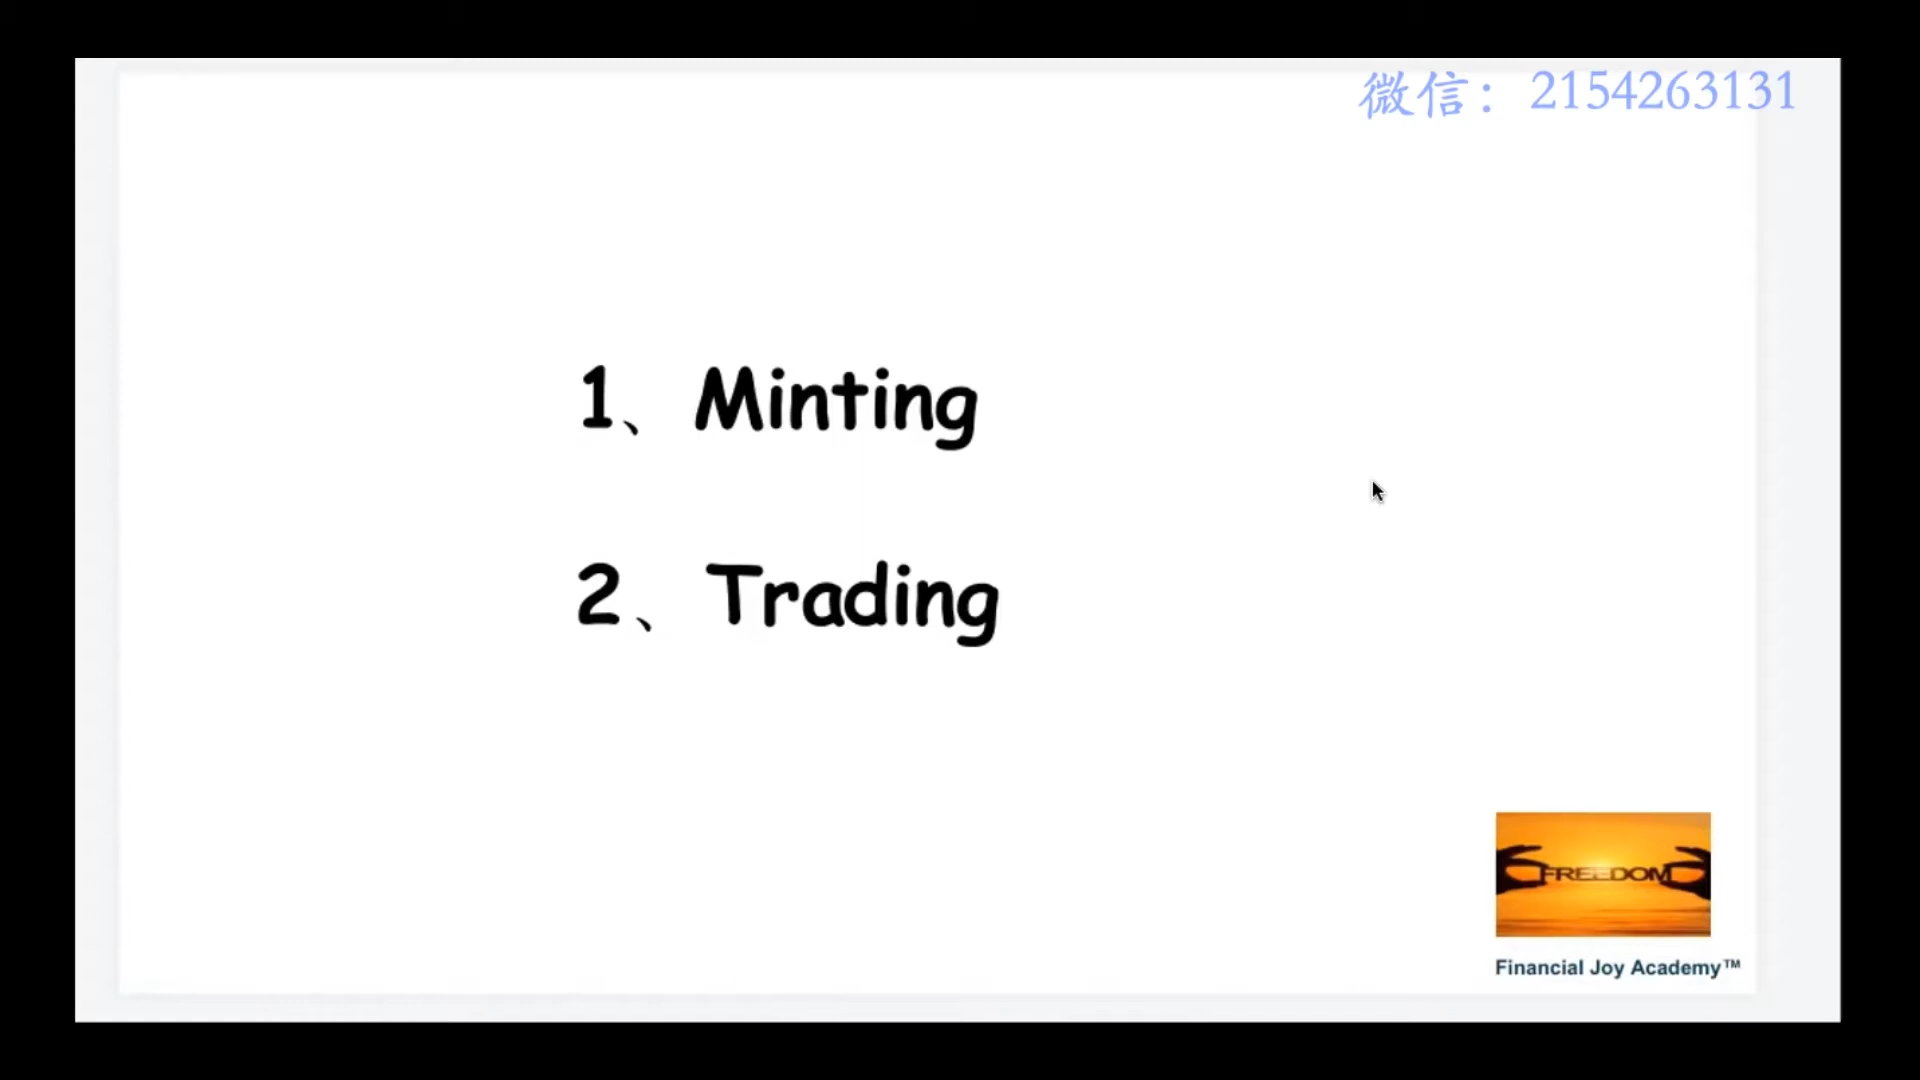 微信：2154263131
1、Minting
2、Trading
FREEDOM
Financial Joy Academy™